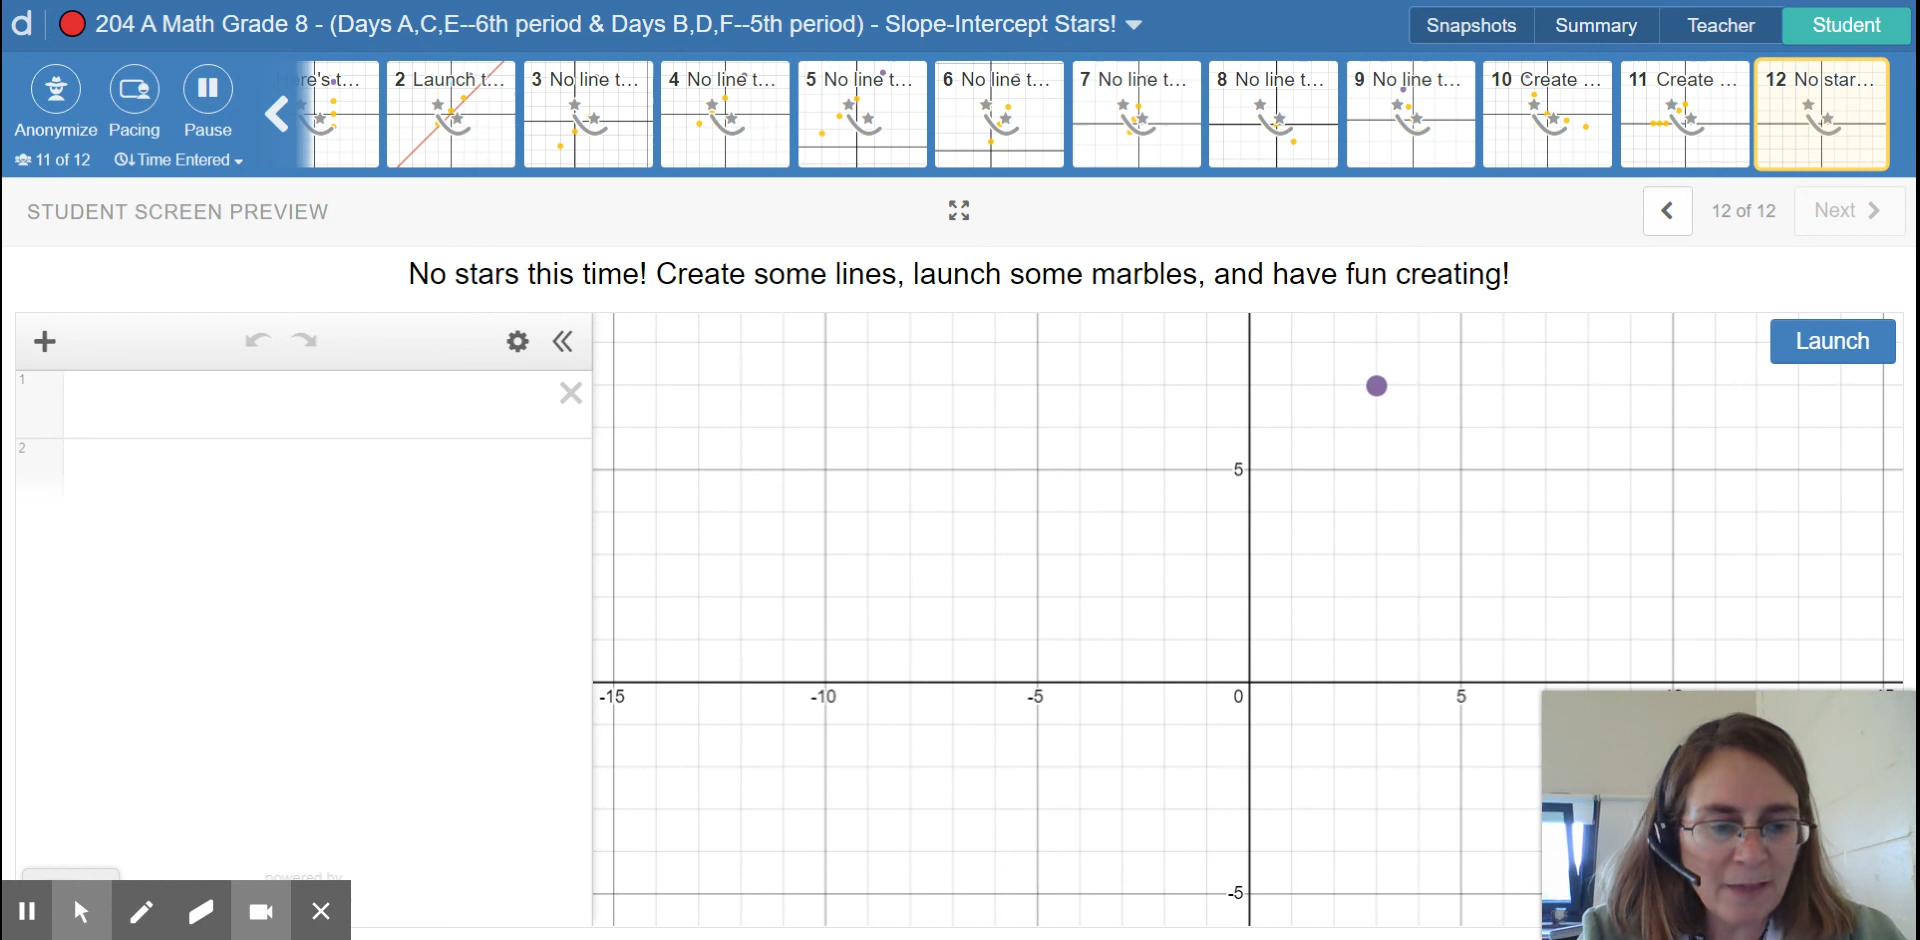 d 204 A Math Grade 8 - (Days A,C,E--6th period & Days B,D,F--5th period) - Slope-Intercept Stars!
Snapshots Summary Teacher Student
Anonymize Pacing Pause
11 of 12 Time Entered
ere's t...
2 Launch t...
3 No line t...
4 No line t...
5 No line t...
6 No line t...
7 No line t...
8 No line t...
9 No line t...
10 Create ...
11 Create ...
12 No star...
STUDENT SCREEN PREVIEW
12 of 12 Next
No stars this time! Create some lines, launch some marbles, and have fun creating!
Launch
1
2
5
-15 -10 -5 0 5
-5
powered by